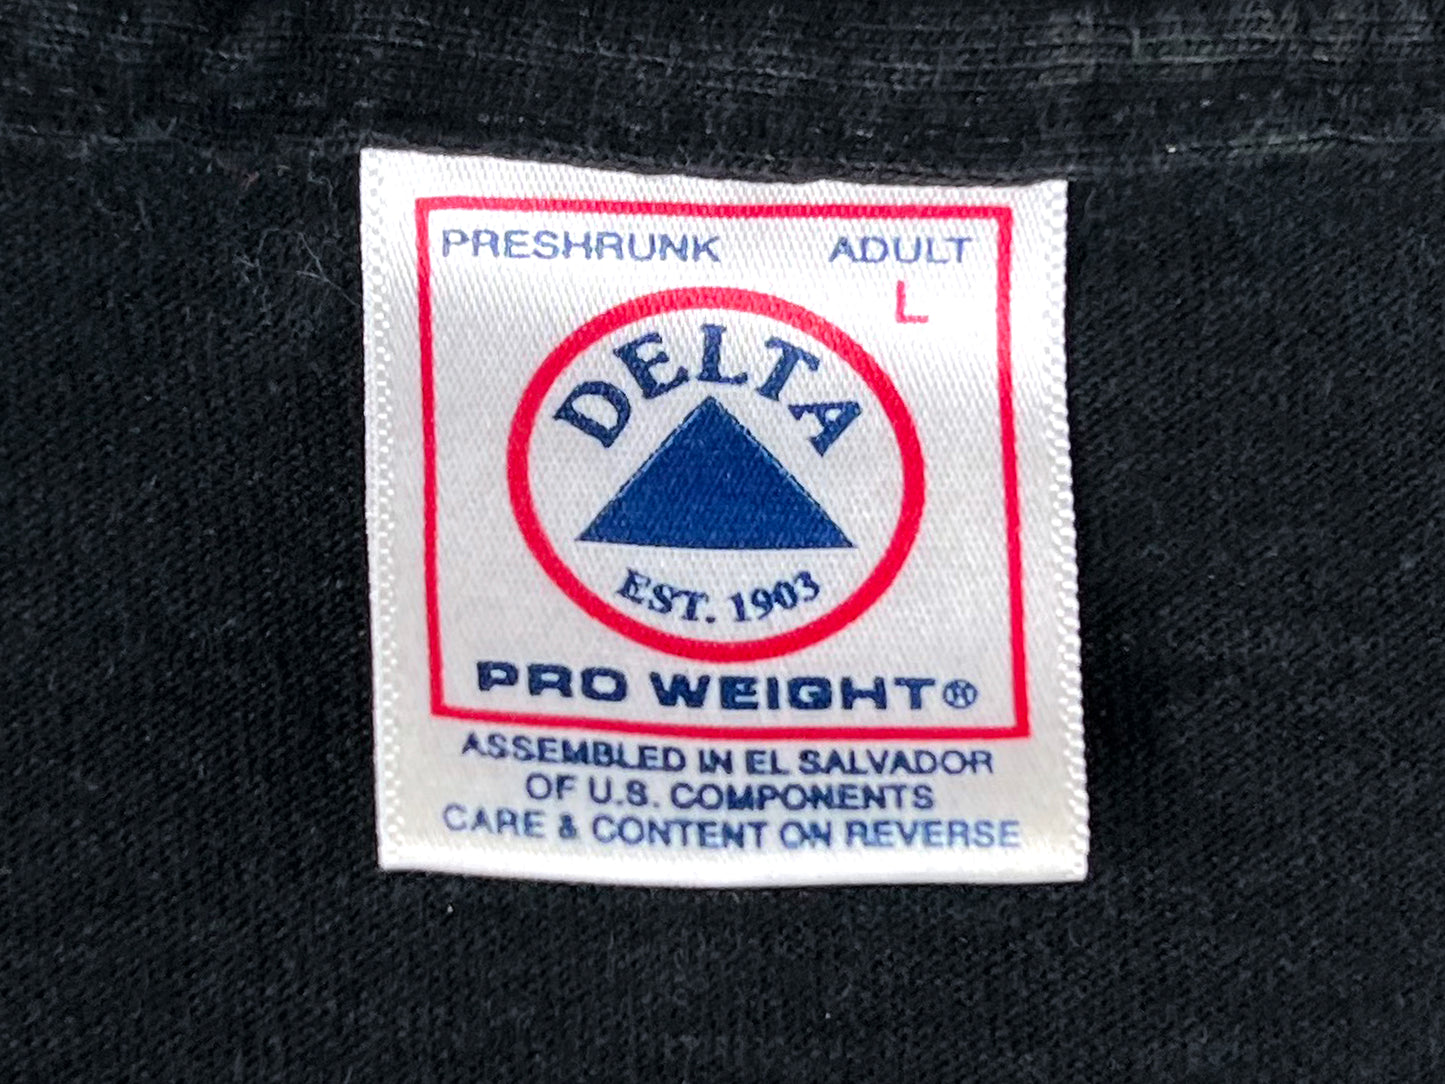 PRESHRUNK ADULT
L
DELTA
EST. 1903
PRO WEIGHT®
ASSEMBLED IN EL SALVADOR
OF U.S. COMPONENTS
CARE & CONTENT ON REVERSE